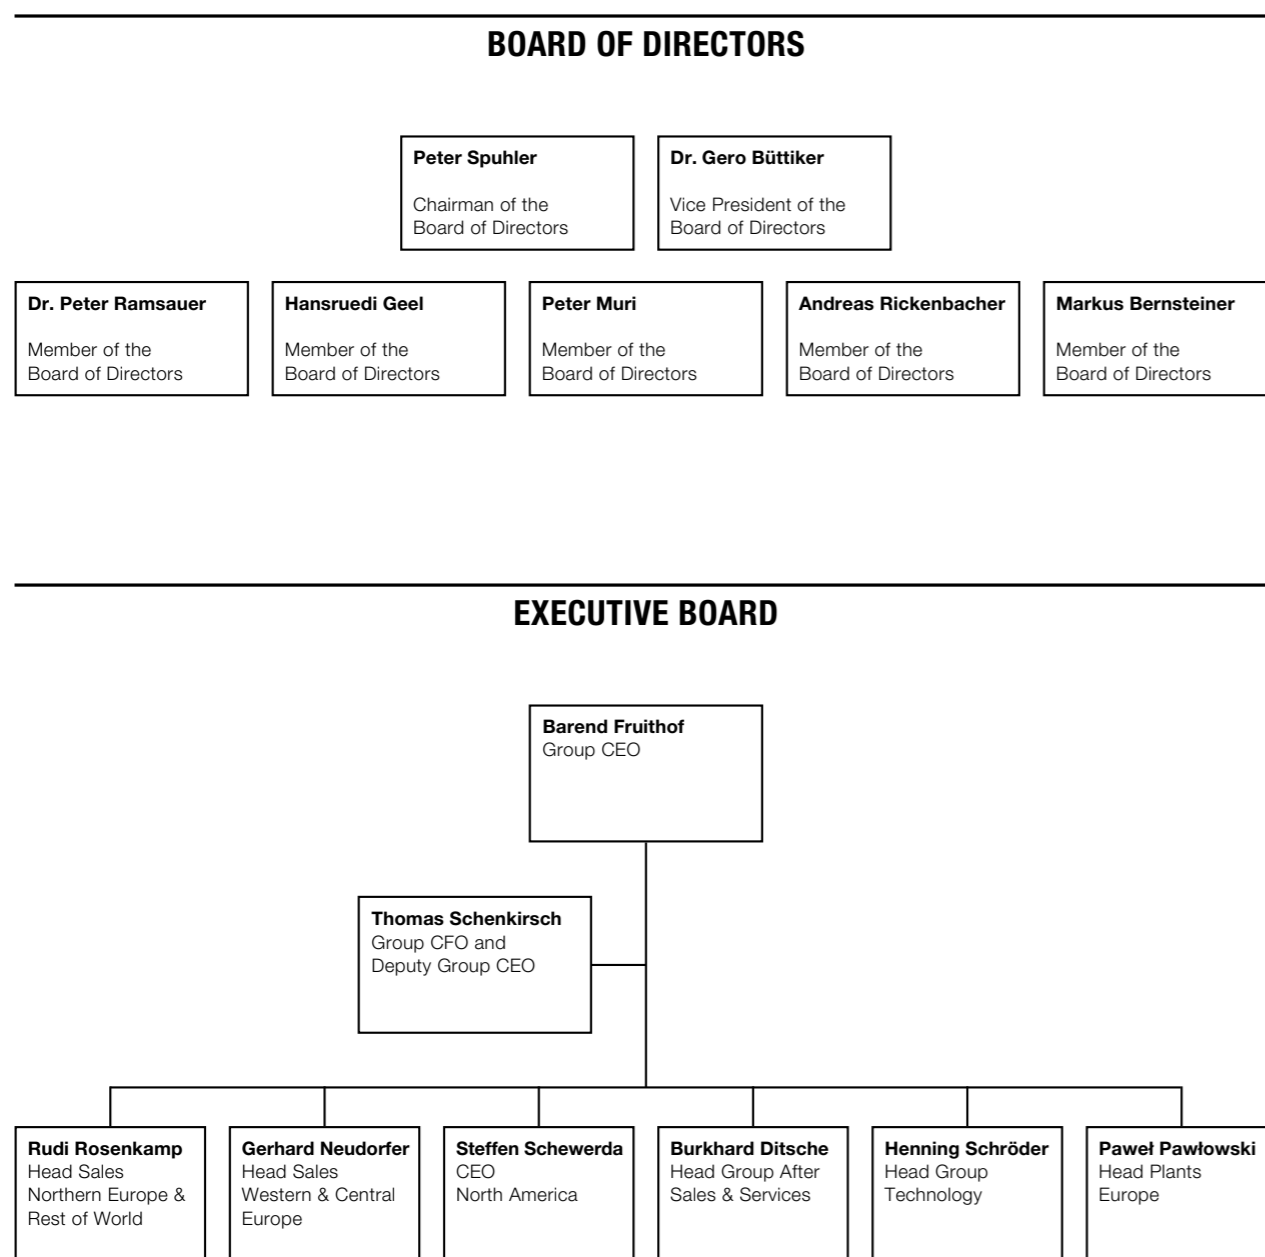 BOARD OF DIRECTORS
Peter Spuhler
Chairman of the
Board of Directors
Dr. Gero Büttiker
Vice President of the
Board of Directors
Dr. Peter Ramsauer
Member of the
Board of Directors
Hansruedi Geel
Member of the
Board of Directors
Peter Muri
Member of the
Board of Directors
Andreas Rickenbacher
Member of the
Board of Directors
Markus Bernsteiner
Member of the
Board of Directors
EXECUTIVE BOARD
Barend Fruithof
Group CEO
Thomas Schenkirsch
Group CFO and
Deputy Group CEO
Rudi Rosenkamp
Head Sales
Northern Europe &
Rest of World
Gerhard Neudorfer
Head Sales
Western & Central
Europe
Steffen Schewerda
CEO
North America
Burkhard Ditsche
Head Group After
Sales & Services
Henning Schröder
Head Group
Technology
Paweł Pawłowski
Head Plants
Europe